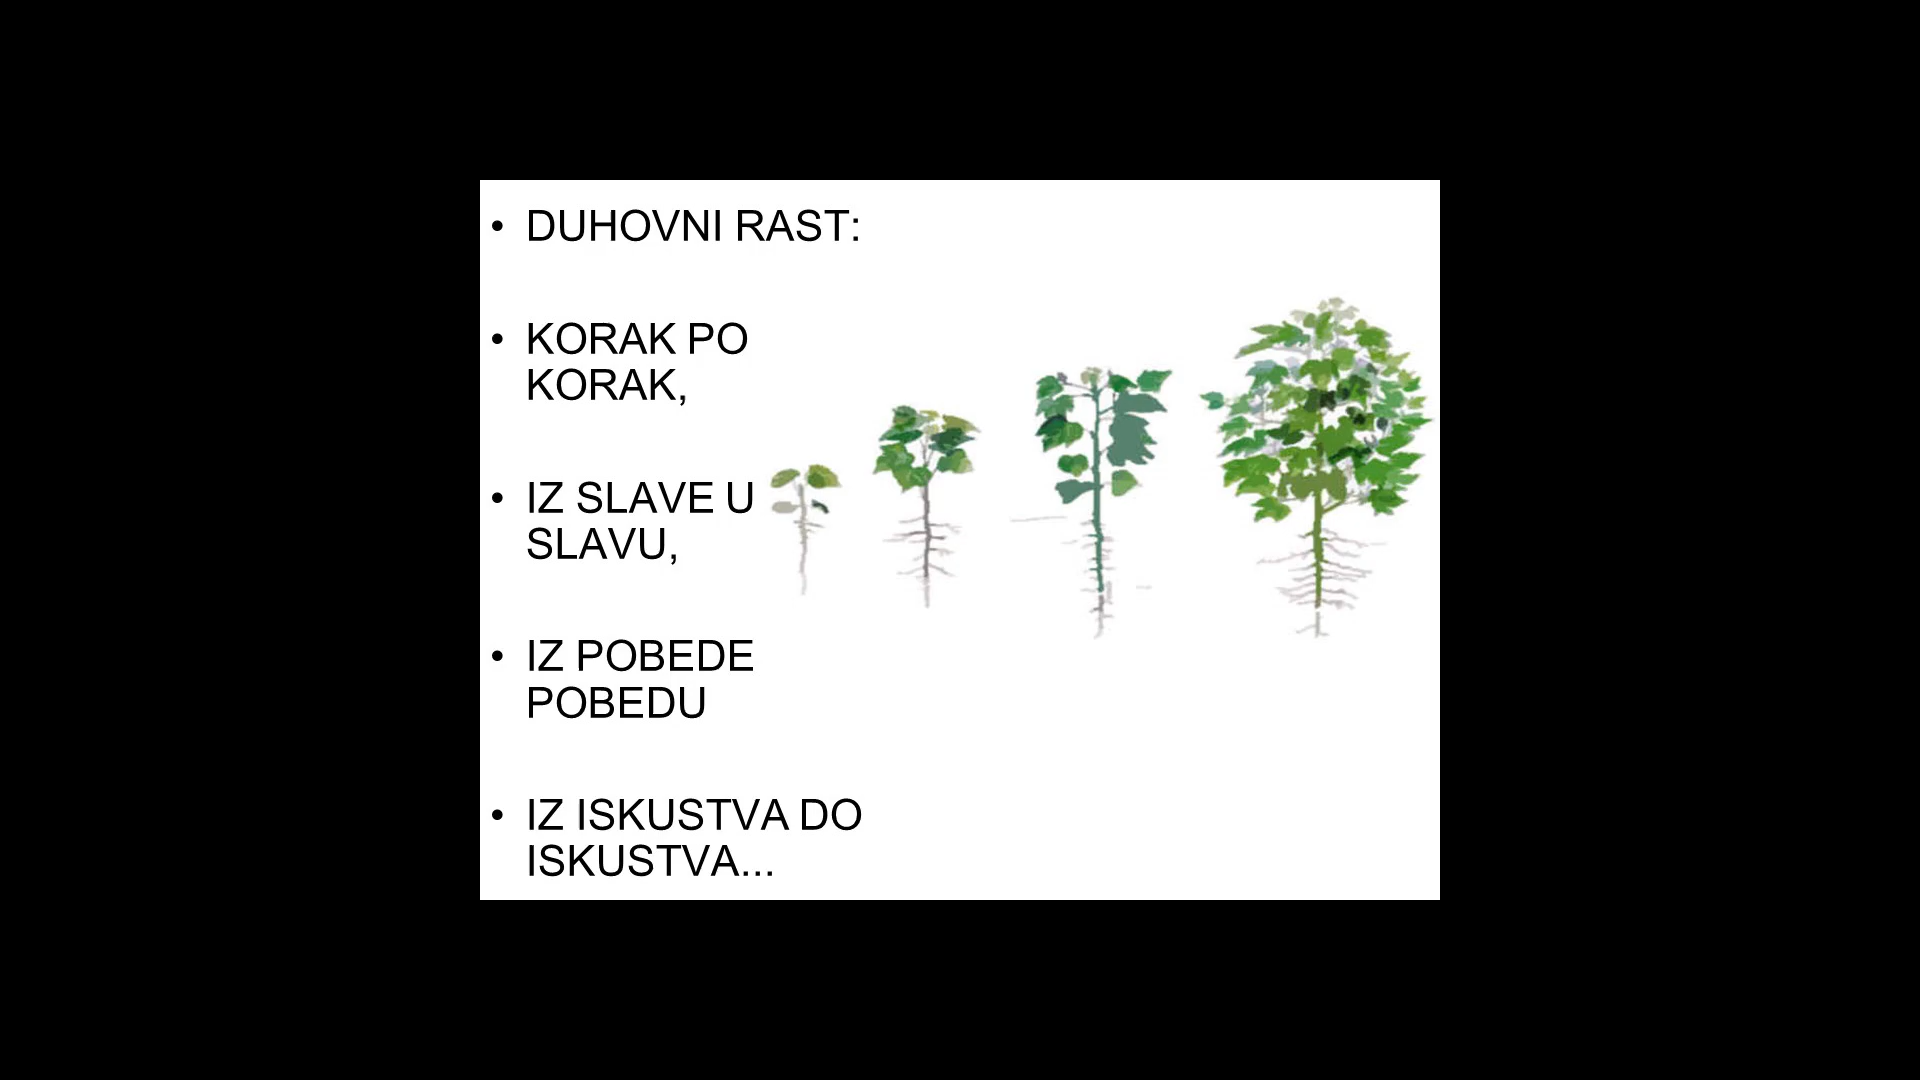 • DUHOVNI RAST:
• KORAK PO
KORAK,
• IZ SLAVE U
SLAVU,
• IZ POBEDE
POBEDU
• IZ ISKUSTVA DO
ISKUSTVA...